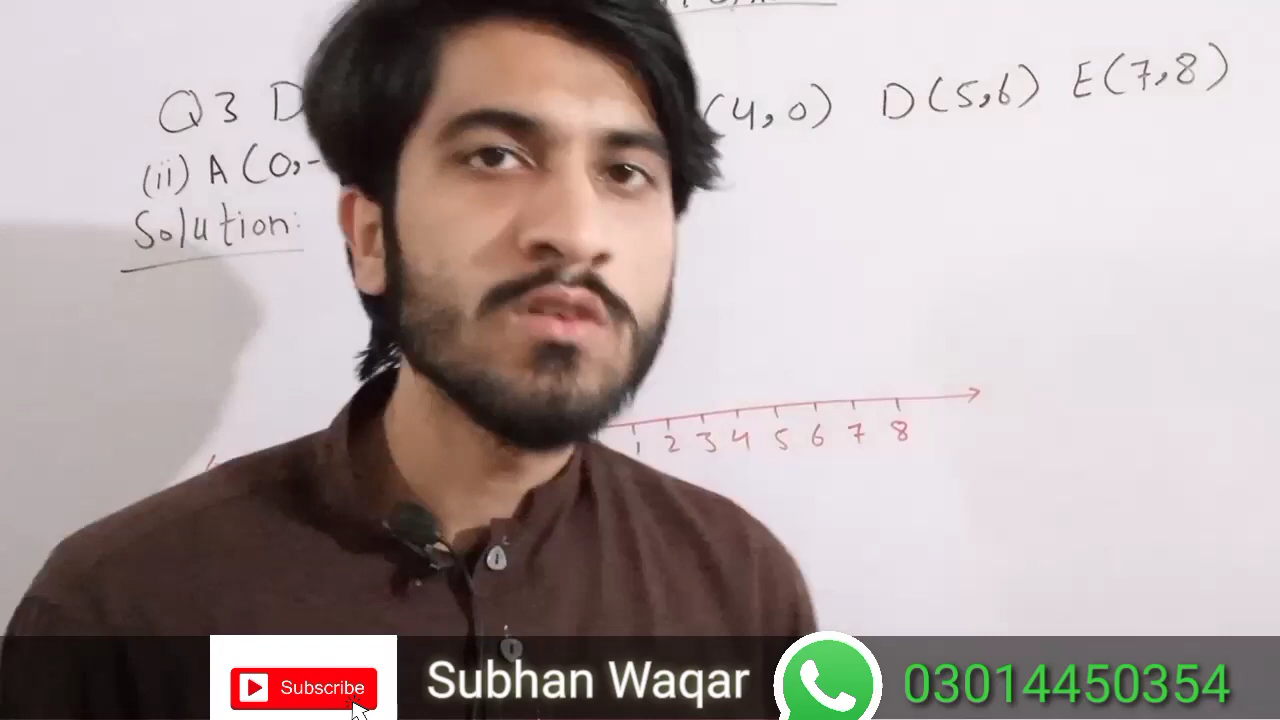 Q3 D (4,0) D(5,6) E(7,8)
(ii) A (0,-
Solution:
1 2 3 4 5 6 7 8
Subscribe Subhan Waqar 03014450354